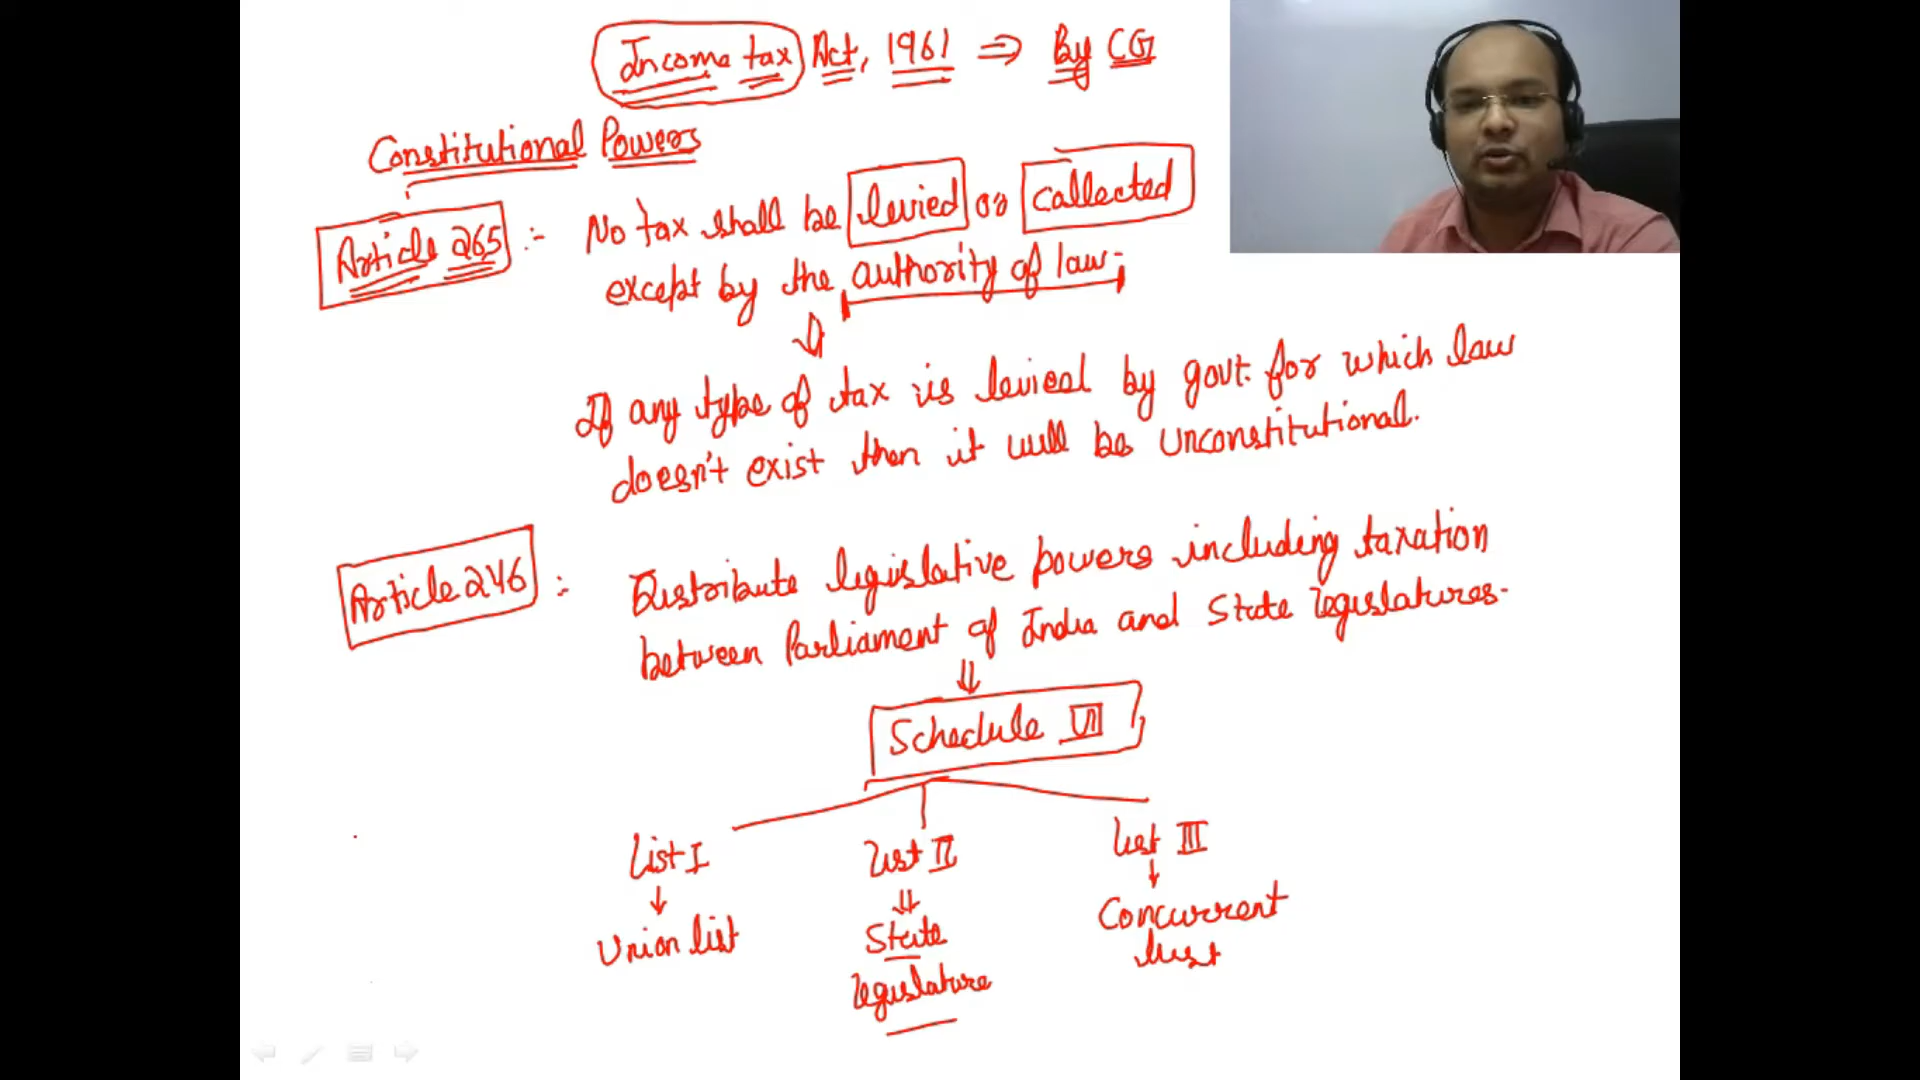 Income tax Act, 1961 ⇒ By CG
Constitutional Powers
Article 265 :- No tax shall be levied or collected
except by the authority of law.
If any type of tax is levied by govt. for which law
doesn't exist then it will be unconstitutional.
Article 246 :- Distribute legislative powers including taxation
between Parliament of India and State legislatures.
Schedule VII
List I
List II
List III
Union list
State
legislature
Concurrent
list